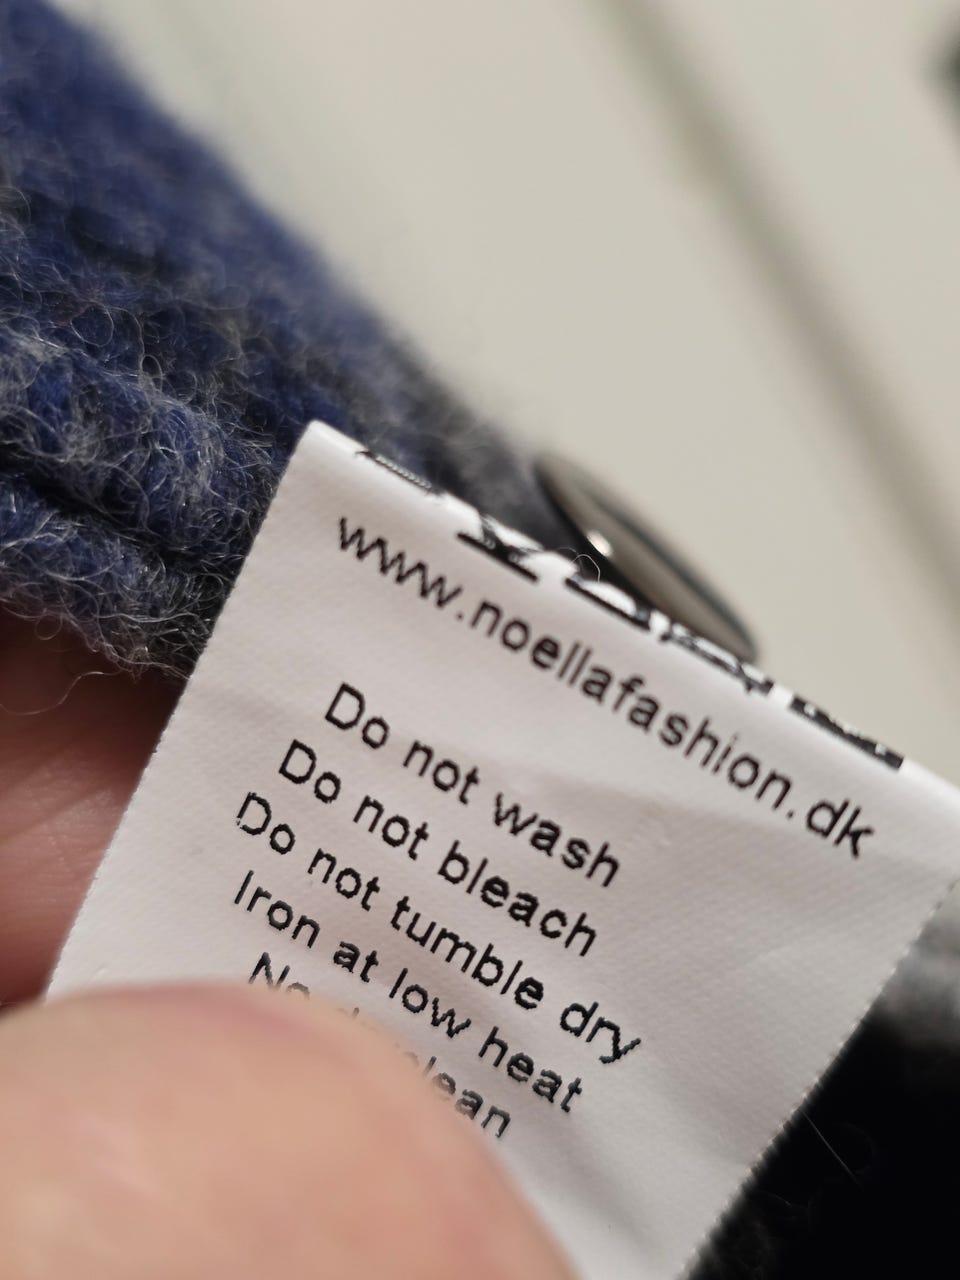 www.noellafashion.dk
Do not wash
Do not bleach
Do not tumble dry
Iron at low heat